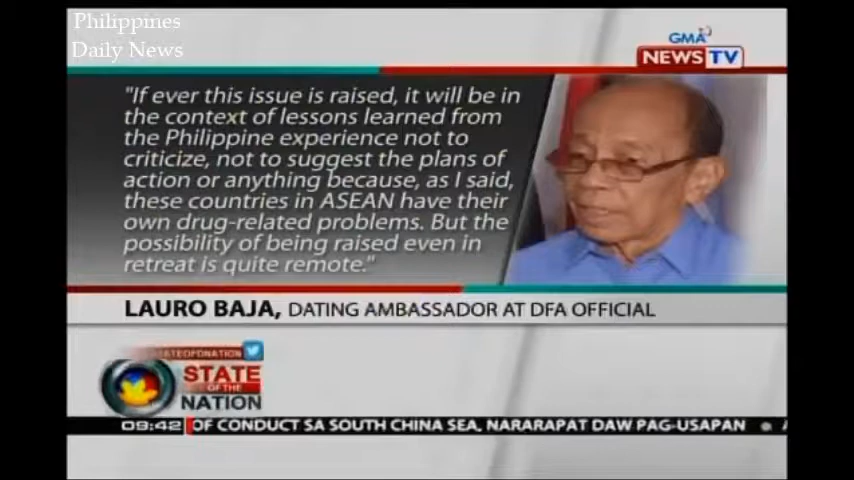 Philippines
Daily News
GMA
NEWS TV
"If ever this issue is raised, it will be in
the context of lessons learned from
the Philippine experience not to
criticize, not to suggest the plans of
action or anything because, as I said,
these countries in ASEAN have their
own drug-related problems. But the
possibility of being raised even in
retreat is quite remote."
LAURO BAJA, DATING AMBASSADOR AT DFA OFFICIAL
STATE
OF THE
NATION
09:42 OF CONDUCT SA SOUTH CHINA SEA, NARARAPAT DAW PAG-USAPAN